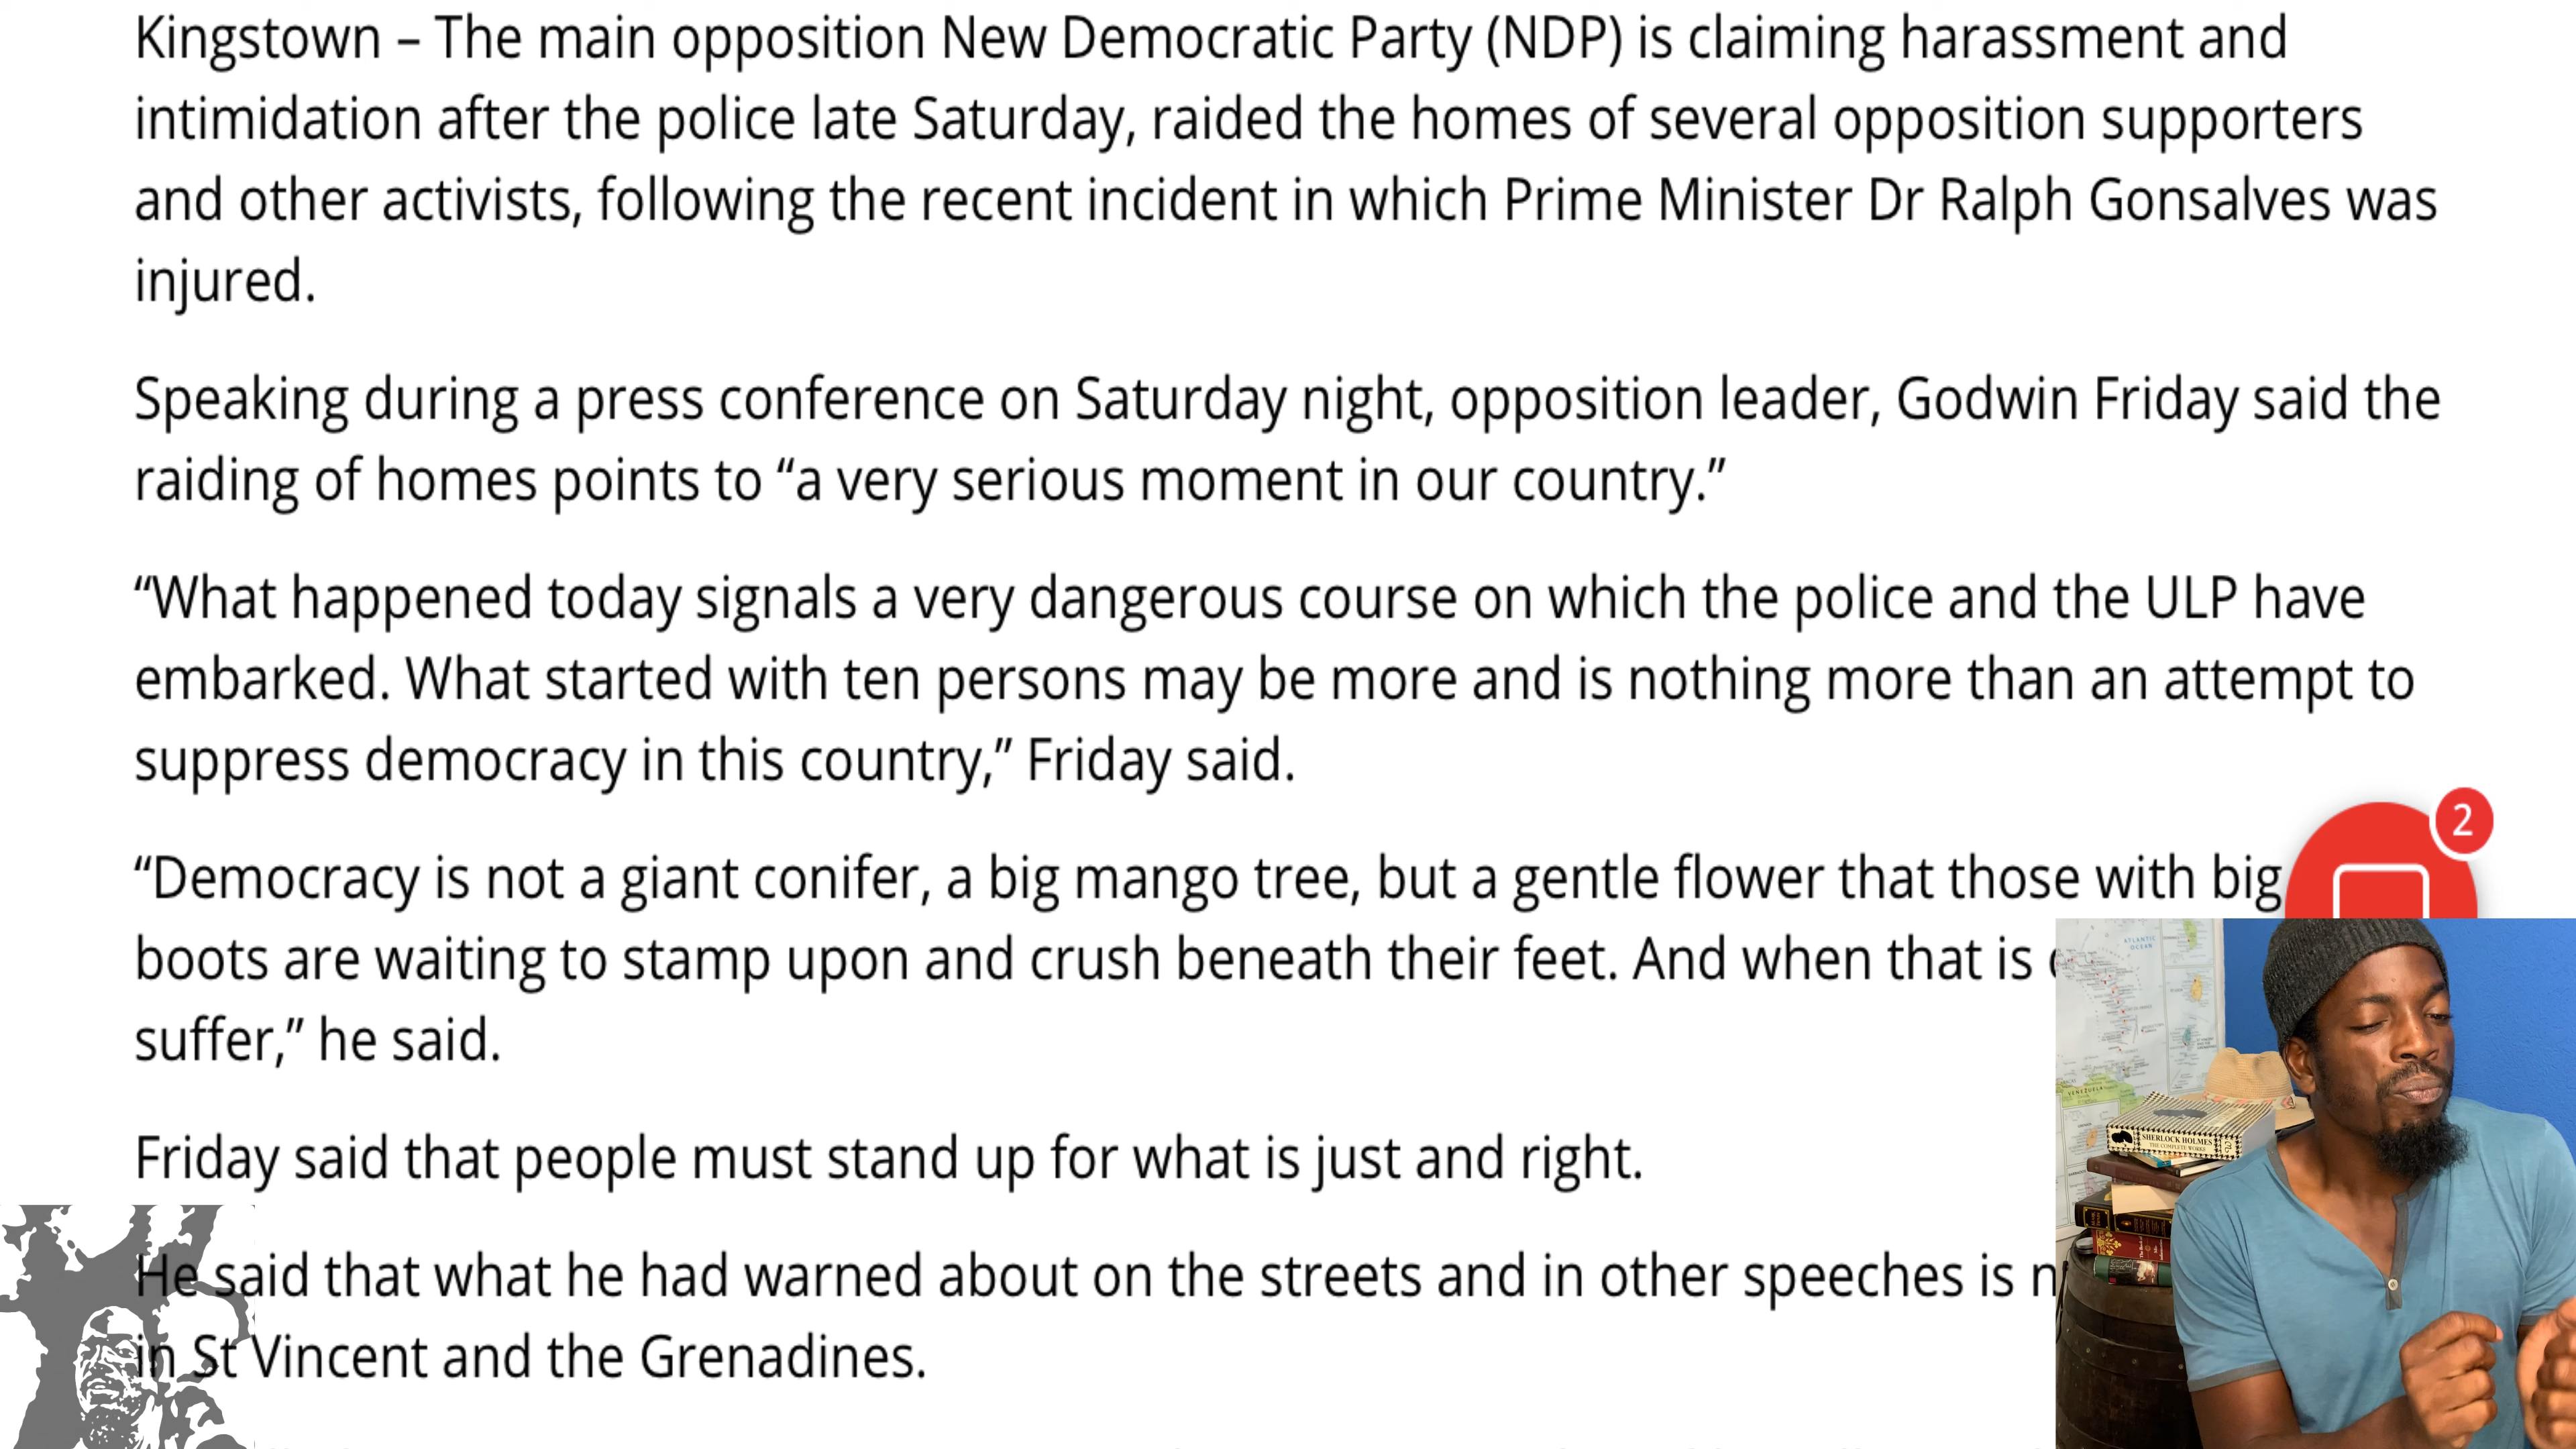 Kingstown – The main opposition New Democratic Party (NDP) is claiming harassment and
intimidation after the police late Saturday, raided the homes of several opposition supporters
and other activists, following the recent incident in which Prime Minister Dr Ralph Gonsalves was
injured.
Speaking during a press conference on Saturday night, opposition leader, Godwin Friday said the
raiding of homes points to “a very serious moment in our country.”
“What happened today signals a very dangerous course on which the police and the ULP have
embarked. What started with ten persons may be more and is nothing more than an attempt to
suppress democracy in this country,” Friday said.
2
“Democracy is not a giant conifer, a big mango tree, but a gentle flower that those with big
boots are waiting to stamp upon and crush beneath their feet. And when that is
suffer,” he said.
Friday said that people must stand up for what is just and right.
He said that what he had warned about on the streets and in other speeches is
in St Vincent and the Grenadines.
ATLANTIC
OCEAN
VENEZUELA
SHERLOCK HOLMES
THE COMPLETE WORKS